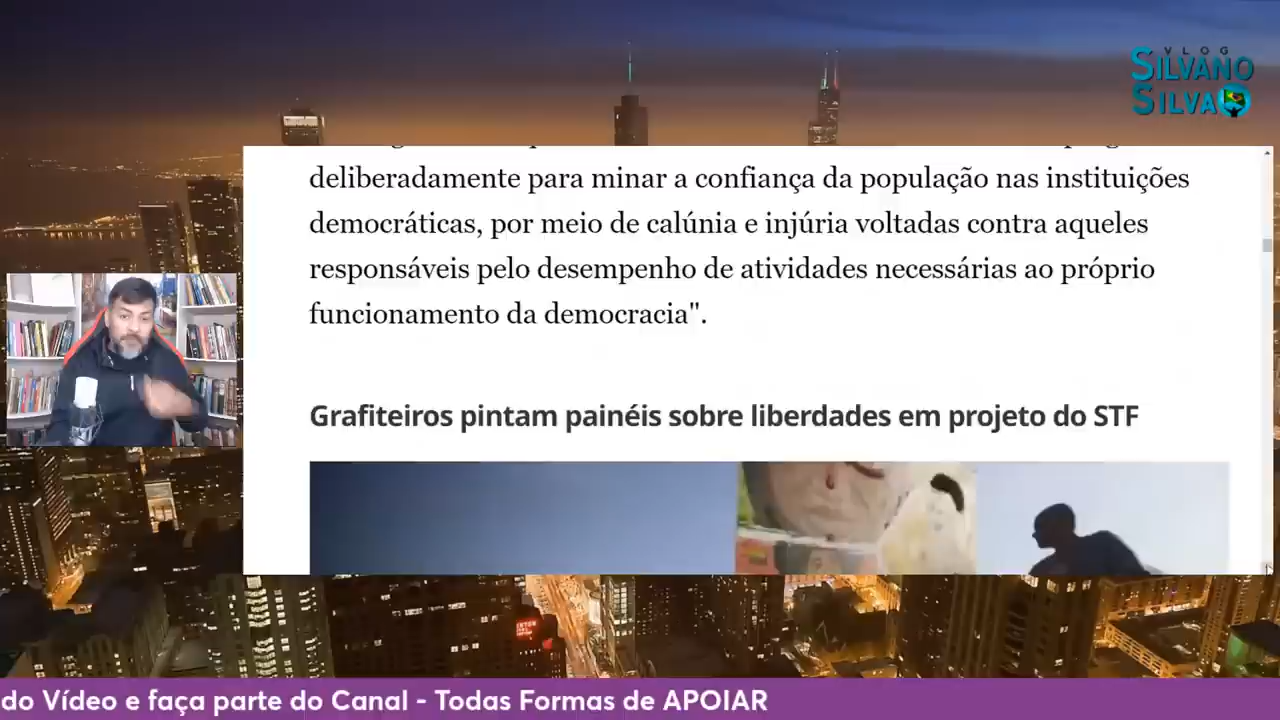 VLOG
SILVANO
SILVA
deliberadamente para minar a confiança da população nas instituições
democráticas, por meio de calúnia e injúria voltadas contra aqueles
responsáveis pelo desempenho de atividades necessárias ao próprio
funcionamento da democracia".
Grafiteiros pintam painéis sobre liberdades em projeto do STF
do Vídeo e faça parte do Canal - Todas Formas de APOIAR